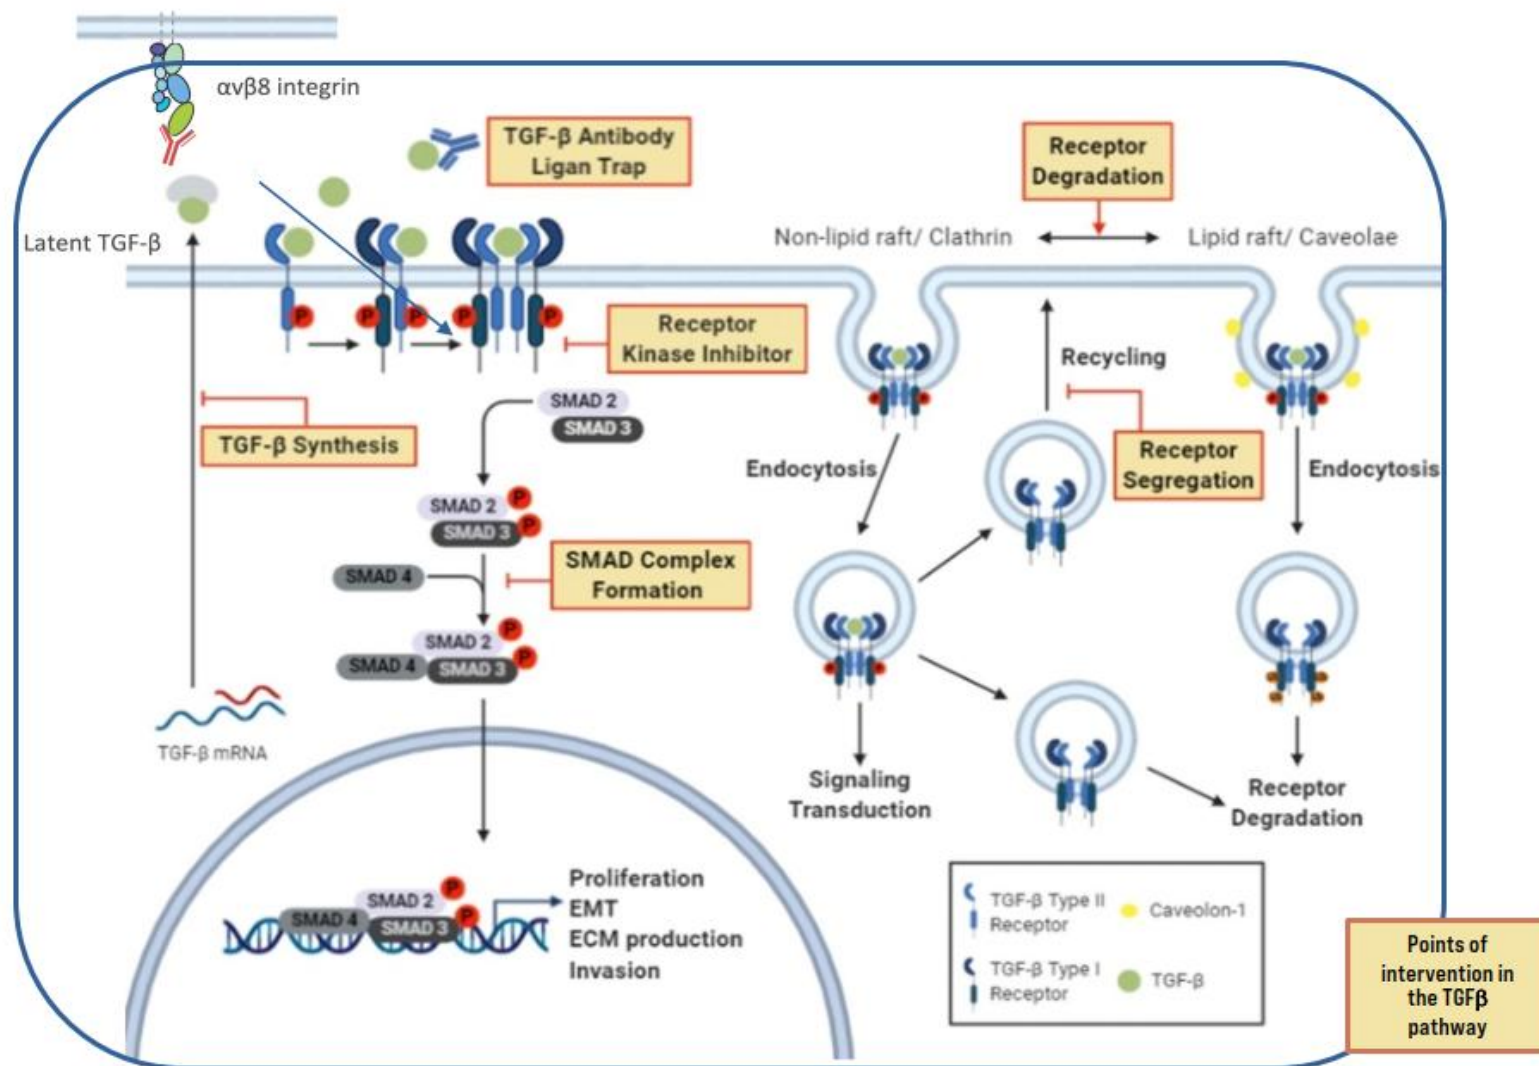 αvβ8 integrin
TGF-β Antibody
Ligan Trap
Receptor
Degradation
Latent TGF-β
Non-lipid raft/ Clathrin
Lipid raft/ Caveolae
P
P
P
P
P
Receptor
Kinase Inhibitor
Recycling
TGF-β Synthesis
SMAD 2
SMAD 3
Endocytosis
Receptor
Segregation
Endocytosis
SMAD 2
P
SMAD 3
P
SMAD 4
SMAD Complex
Formation
SMAD 2
P
SMAD 4
SMAD 3
P
TGF-β mRNA
Signaling
Transduction
Receptor
Degradation
SMAD 2
P
SMAD 4
SMAD 3
P
Proliferation
EMT
ECM production
Invasion
TGF-β Type II
Receptor
Caveolon-1
TGF-β Type I
Receptor
TGF-β
Points of
intervention in
the TGFβ
pathway